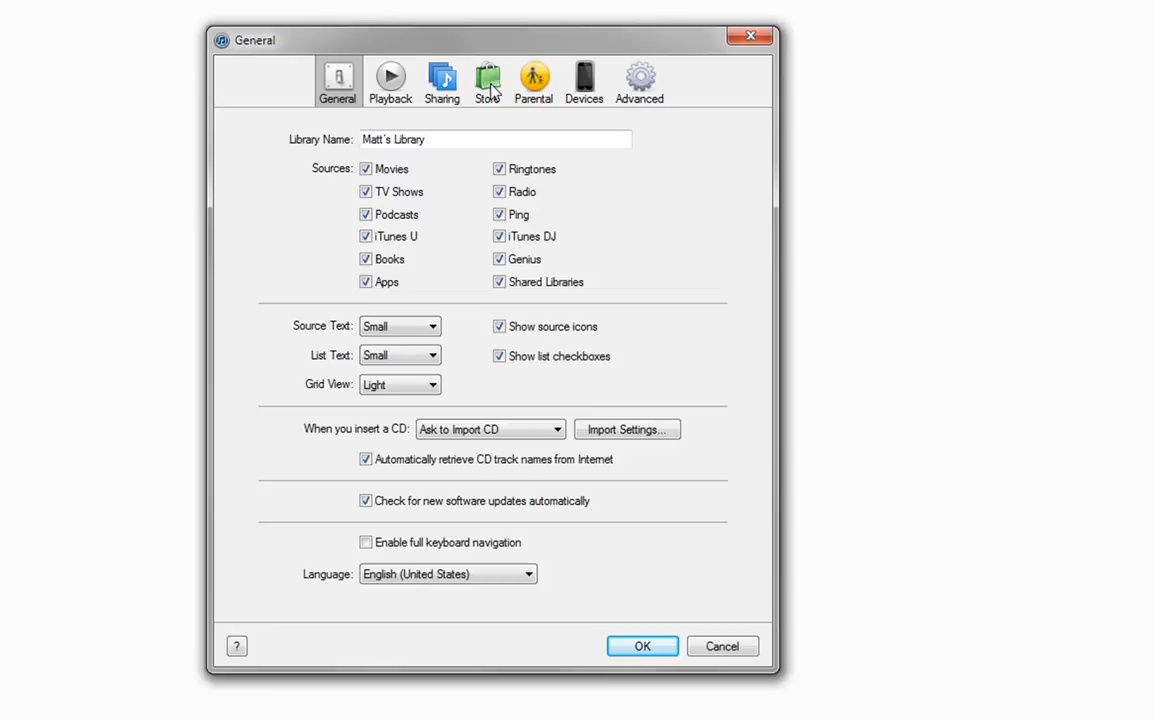 General
General Playback Sharing Store Parental Devices Advanced
Library Name: Matt's Library
Sources: Movies Ringtones
TV Shows Radio
Podcasts Ping
iTunes U iTunes DJ
Books Genius
Apps Shared Libraries
Source Text: Small Show source icons
List Text: Small Show list checkboxes
Grid View: Light
When you insert a CD: Ask to Import CD Import Settings...
Automatically retrieve CD track names from Internet
Check for new software updates automatically
Enable full keyboard navigation
Language: English (United States)
? OK Cancel